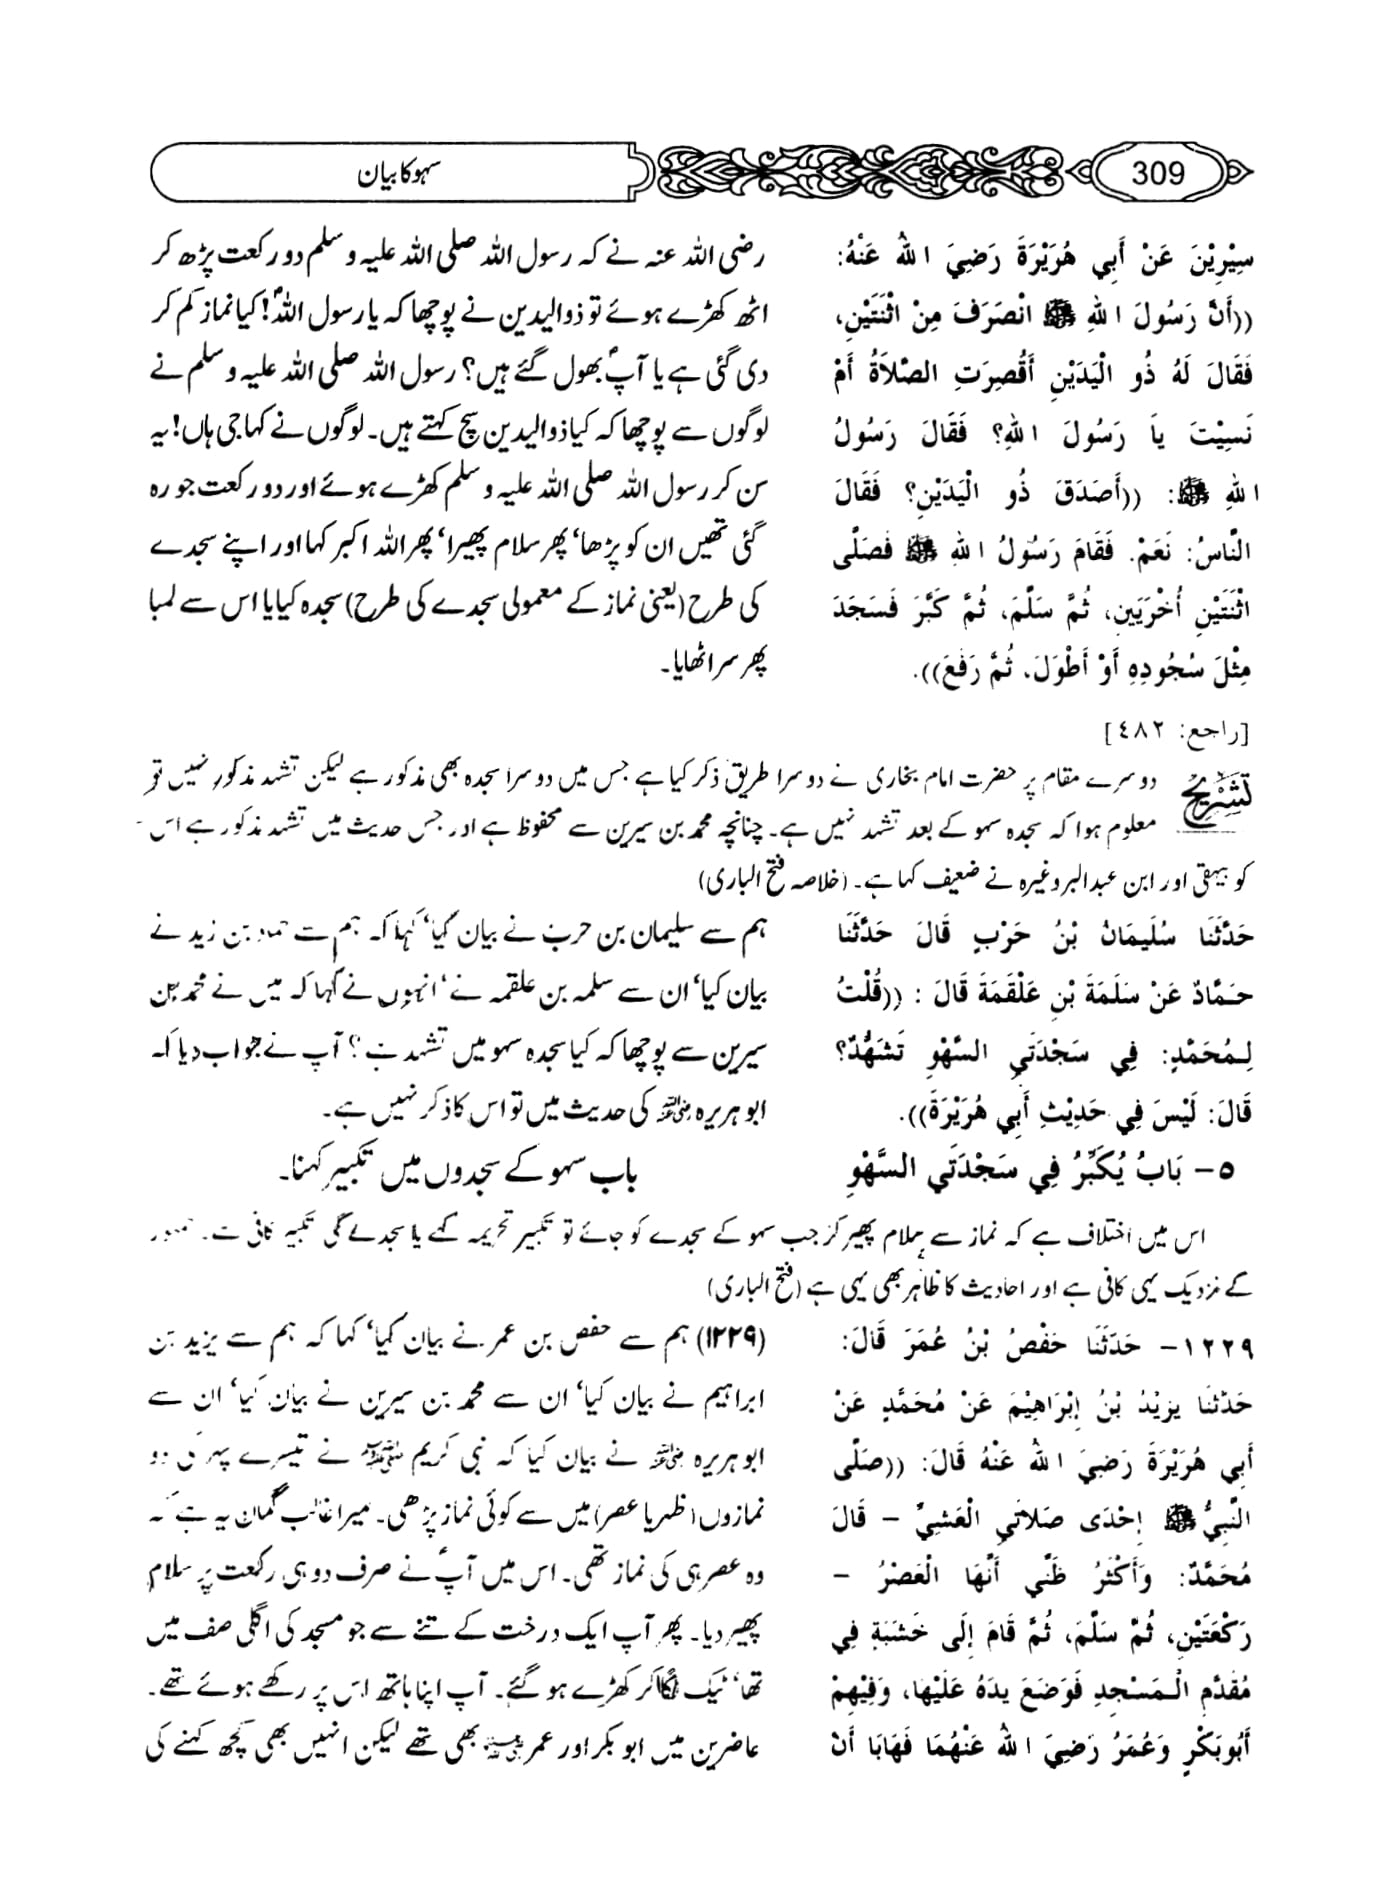 309
سہو کا بیان
سِيْرِيْنَ عَنْ أَبِي هُرَيْرَةَ رَضِيَ اللهُ عَنْهُ:
((أَنَّ رَسُولَ اللهِ ﷺ انْصَرَفَ مِنْ اثْنَتَيْنِ،
فَقَالَ لَهُ ذُو الْيَدَيْنِ أَقُصِرَتِ الصَّلاَةُ أَمْ
نَسِيْتَ يَا رَسُولَ اللهِ؟ فَقَالَ رَسُولُ
اللهِ ﷺ: ((أَصَدَقَ ذُو الْيَدَيْنِ؟ فَقَالَ
النَّاسُ: نَعَمْ. فَقَامَ رَسُولُ اللهِ ﷺ فَصَلَّى
اثْنَتَيْنِ أُخْرَيَينِ، ثُمَّ سَلَّمَ، ثُمَّ كَبَّرَ فَسَجَدَ
مِثْلَ سُجُودِهِ أَوْ أَطْوَلَ، ثُمَّ رَفَعَ)).
[راجع: ٤٨٢]
رضی اللہ عنہ نے کہ رسول اللہ صلی اللہ علیہ و سلم دو رکعت پڑھ کر
اٹھ کھڑے ہوئے تو ذوالیدین نے پوچھا کہ یا رسول اللہؐ! کیا نماز کم کر
دی گئی ہے یا آپؐ بھول گئے ہیں؟ رسول اللہ صلی اللہ علیہ و سلم نے
لوگوں سے پوچھا کہ کیا ذوالیدین سچ کہتے ہیں۔ لوگوں نے کہا جی ہاں! یہ
سن کر رسول اللہ صلی اللہ علیہ و سلم کھڑے ہوئے اور دو رکعت جو رہ
گئی تھیں ان کو پڑھا‘ پھر سلام پھیرا‘ پھر اللہ اکبر کہا اور اپنے سجدے
کی طرح (یعنی نماز کے معمولی سجدے کی طرح) سجدہ کیا یا اس سے لمبا
پھر سر اٹھایا۔
تشریح دوسرے مقام پر حضرت امام بخاری نے دوسرا طریق ذکر کیا ہے جس میں دوسرا سجدہ بھی مذکور ہے لیکن تشہد مذکور نہیں تو
معلوم ہوا کہ سجدہ سہو کے بعد تشہد نہیں ہے۔ چنانچہ محمد بن سیرین سے محفوظ ہے اور جس حدیث میں تشہد مذکور ہے اس
کو بیہقی اور ابن عبدالبر وغیرہ نے ضعیف کہا ہے۔ (خلاصہ فتح الباری)
حَدَّثَنَا سُلَيمَانُ بْنُ حَرْبٍ قَالَ حَدَّثَنَا
حَمَّادٌ عَنْ سَلَمَةَ بْنِ عَلْقَمَةَ قَالَ : ((قُلْتُ
لِمُحَمَّدٍ: فِي سَجْدَتَيِ السَّهْوِ تَشَهُّدٌ؟
قَالَ: لَيْسَ فِي حَدِيْثِ أَبِي هُرَيْرَةَ)).
ہم سے سلیمان بن حرب نے بیان کیا‘ کہا کہ ہم سے حماد بن زید نے
بیان کیا‘ ان سے سلمہ بن علقمہ نے‘ انہوں نے کہا کہ میں نے محمد بن
سیرین سے پوچھا کہ کیا سجدہ سہو میں تشہد ہے؟ آپ نے جواب دیا کہ
ابو ہریرہ رضی اللہ عنہ کی حدیث میں تو اس کا ذکر نہیں ہے۔
٥- بَابُ يُكَبِّرُ فِي سَجْدَتَي السَّهْوِ
باب سہو کے سجدوں میں تکبیر کہنا۔
اس میں اختلاف ہے کہ نماز سے سلام پھیر کر جب سہو کے سجدے کو جائے تو تکبیر تحریمہ کہے یا سجدے کی تکبیر کافی ہے۔ جمہور
کے نزدیک یہی کافی ہے اور احادیث کا ظاہر بھی یہی ہے (فتح الباری)
١٢٢٩- حَدَّثَنَا حَفْصُ بْنُ عُمَرَ قَالَ:
حَدَّثَنَا يَزِيْدُ بْنُ إِبْرَاهِيْمَ عَنْ مُحَمَّدٍ عَنْ
أَبِي هُرَيْرَةَ رَضِيَ اللهُ عَنْهُ قَالَ: ((صَلَّى
النَّبِيُّ ﷺ إِحْدَى صَلاَتَيِ الْعَشِيِّ - قَالَ
مُحَمَّدٌ: وَأَكْثَرُ ظَنِّي أَنَّهَا الْعَصْرُ -
رَكْعَتَيْنِ، ثُمَّ سَلَّمَ، ثُمَّ قَامَ إِلَى خَشَبَةٍ فِي
مُقَدَّمِ الْمَسْجِدِ فَوَضَعَ يَدَهُ عَلَيْهَا، وَفِيْهِمْ
أَبُوبَكْرٍ وَعُمَرُ رَضِيَ اللهُ عَنْهُمَا فَهَابَا أَنْ
(۱۲۲۹) ہم سے حفص بن عمر نے بیان کیا‘ کہا کہ ہم سے یزید بن
ابراہیم نے بیان کیا‘ ان سے محمد بن سیرین نے بیان کیا‘ ان سے
ابو ہریرہ رضی اللہ عنہ نے بیان کیا کہ نبی کریم ﷺ نے تیسرے پہر کی دو
نمازوں (ظہر یا عصر) میں سے کوئی نماز پڑھی۔ میرا غالب گمان یہ ہے کہ
وہ عصر ہی کی نماز تھی۔ اس میں آپؐ نے صرف دو ہی رکعت پر سلام
پھیر دیا۔ پھر آپ ایک درخت کے تنے سے جو مسجد کی اگلی صف میں
تھا‘ ٹیک لگا کر کھڑے ہو گئے۔ آپ اپنا ہاتھ اس پر رکھے ہوئے تھے۔
حاضرین میں ابو بکر اور عمر رضی اللہ عنہما بھی تھے لیکن انہیں بھی کچھ کہنے کی